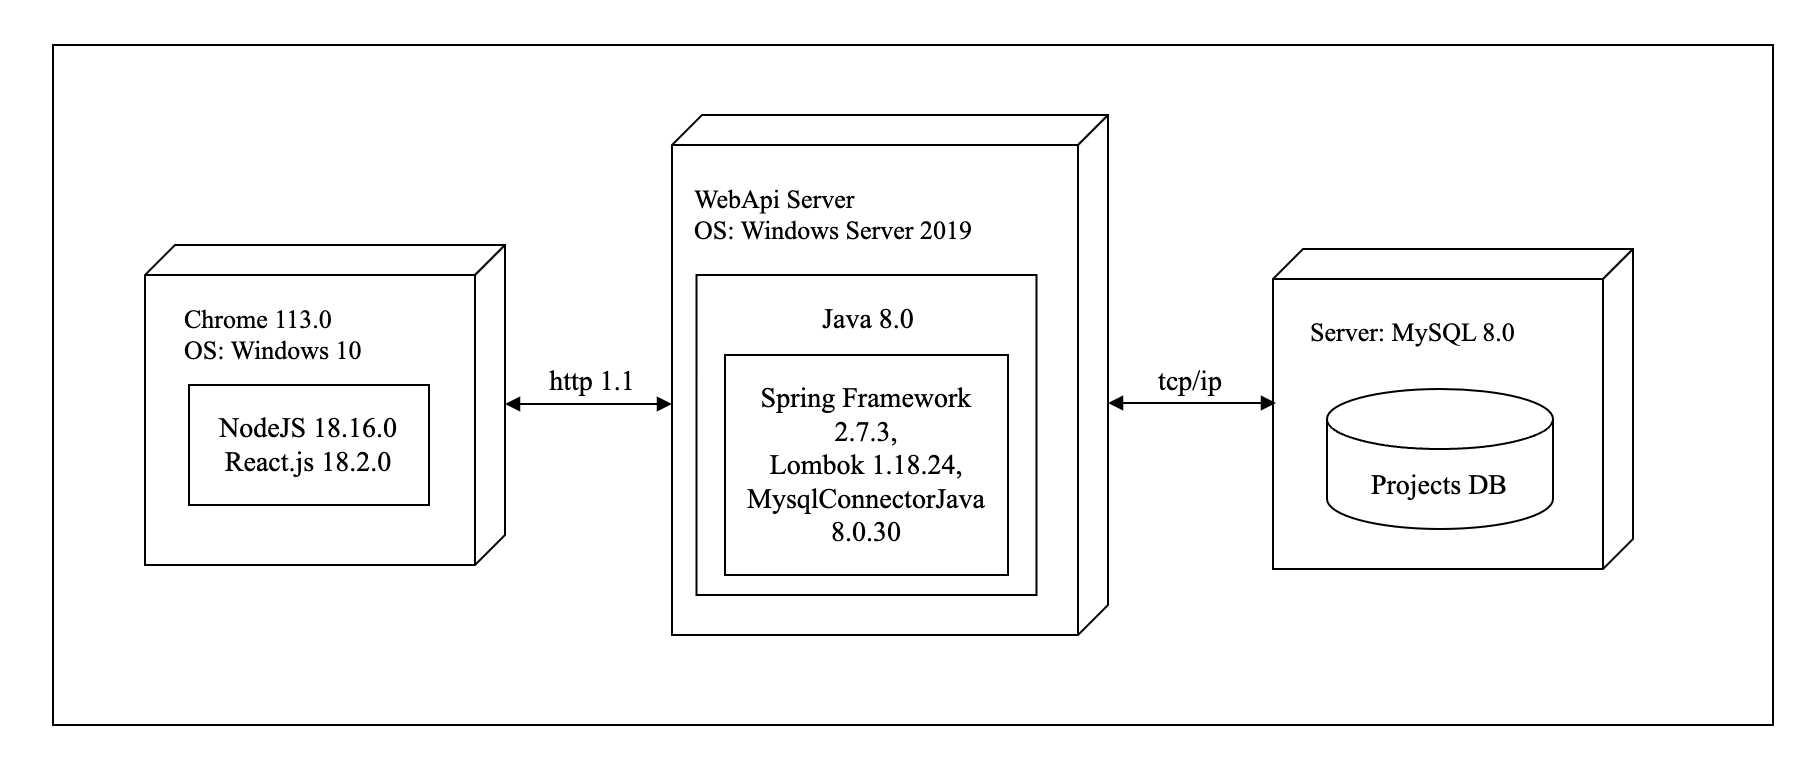 Chrome 113.0
OS: Windows 10
NodeJS 18.16.0
React.js 18.2.0
http 1.1
WebApi Server
OS: Windows Server 2019
Java 8.0
Spring Framework
2.7.3,
Lombok 1.18.24,
MysqlConnectorJava
8.0.30
tcp/ip
Server: MySQL 8.0
Projects DB